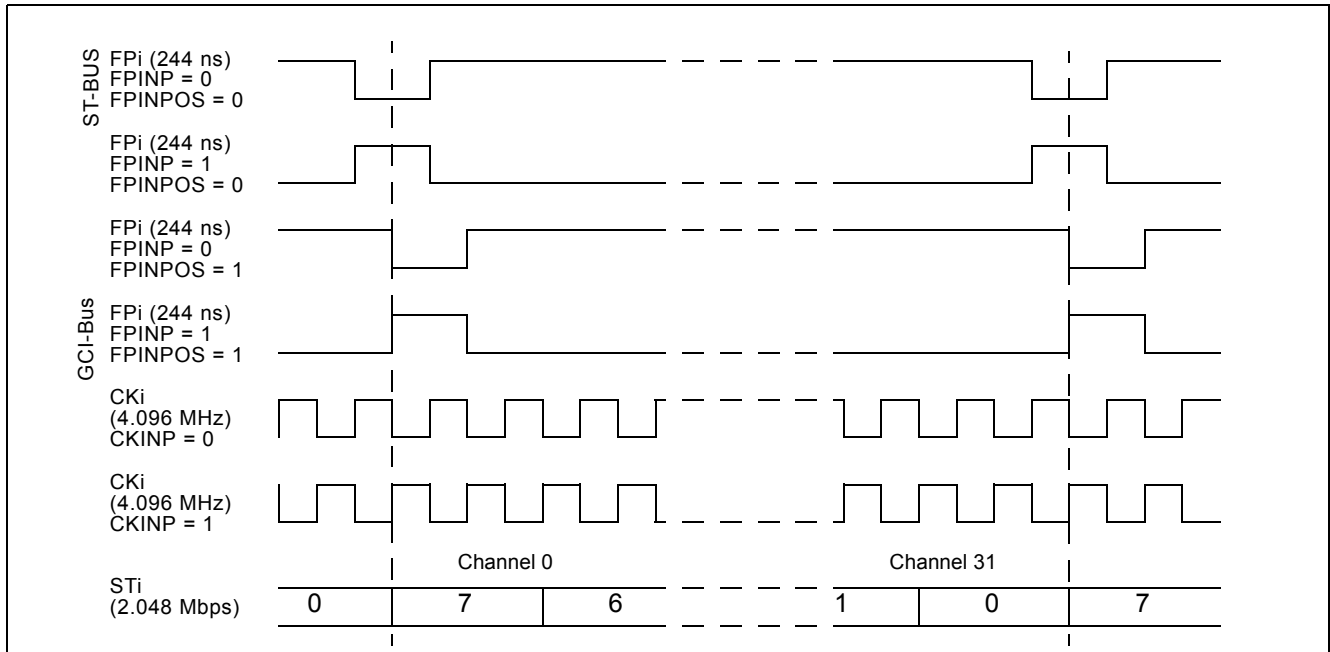 ST-BUS
FPi (244 ns)
FPINP = 0
FPINPOS = 0
FPi (244 ns)
FPINP = 1
FPINPOS = 0
FPi (244 ns)
FPINP = 0
FPINPOS = 1
GCI-Bus
FPi (244 ns)
FPINP = 1
FPINPOS = 1
CKi
(4.096 MHz)
CKINP = 0
CKi
(4.096 MHz)
CKINP = 1
Channel 0 Channel 31
STi
(2.048 Mbps)
0 7 6 1 0 7